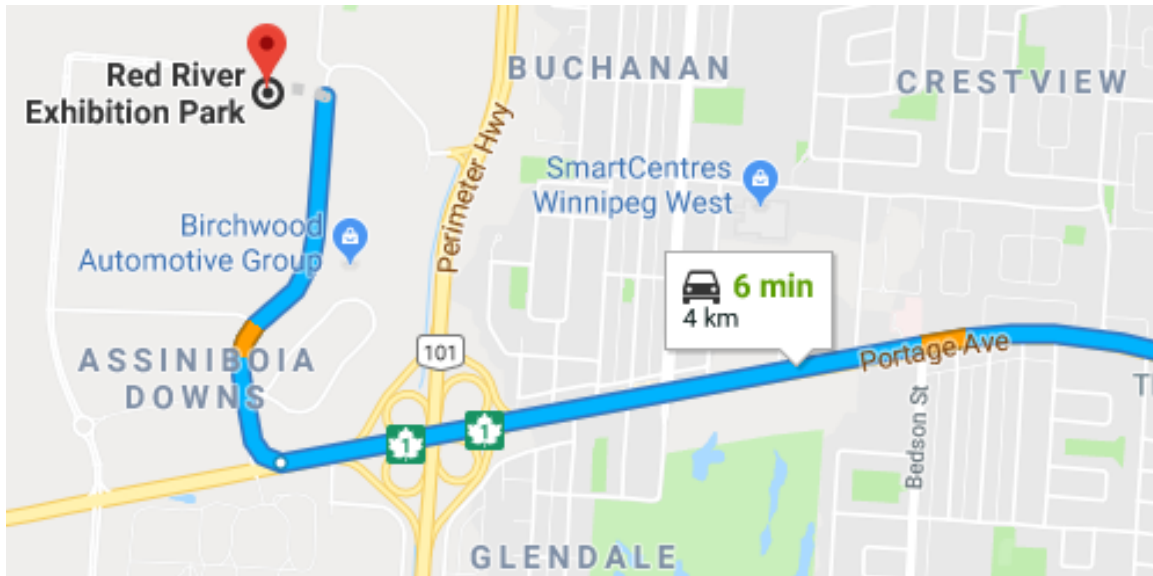 Red River
Exhibition Park
BUCHANAN
CRESTVIEW
Perimeter Hwy
SmartCentres
Winnipeg West
Birchwood
Automotive Group
6 min
4 km
101
Portage Ave
ASSINIBOIA
DOWNS
1
1
Bedson St
GLENDALE